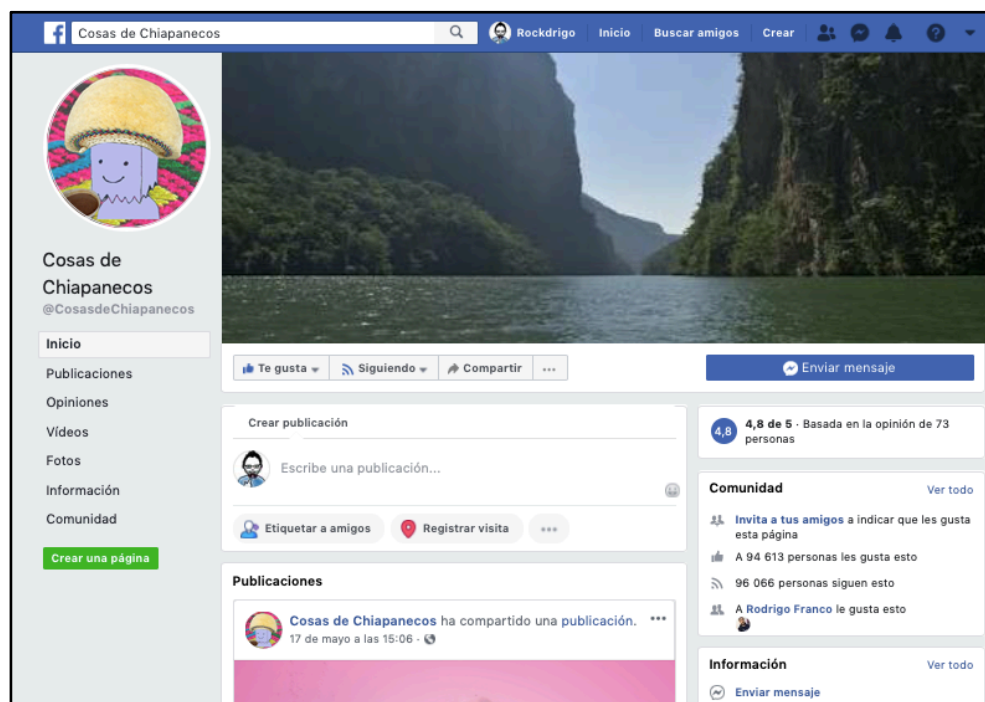 Cosas de Chiapanecos
Rockdrigo
Inicio
Buscar amigos
Crear
Cosas de
Chiapanecos
@CosasdeChiapanecos
Inicio
Publicaciones
Opiniones
Vídeos
Fotos
Información
Comunidad
Crear una página
Te gusta
Siguiendo
Compartir
Enviar mensaje
Crear publicación
Escribe una publicación...
Etiquetar a amigos
Registrar visita
Publicaciones
Cosas de Chiapanecos ha compartido una publicación.
17 de mayo a las 15:06 ·
4,8
4,8 de 5 · Basada en la opinión de 73
personas
Comunidad
Ver todo
Invita a tus amigos a indicar que les gusta
esta página
A 94 613 personas les gusta esto
96 066 personas siguen esto
A Rodrigo Franco le gusta esto
Información
Ver todo
Enviar mensaje